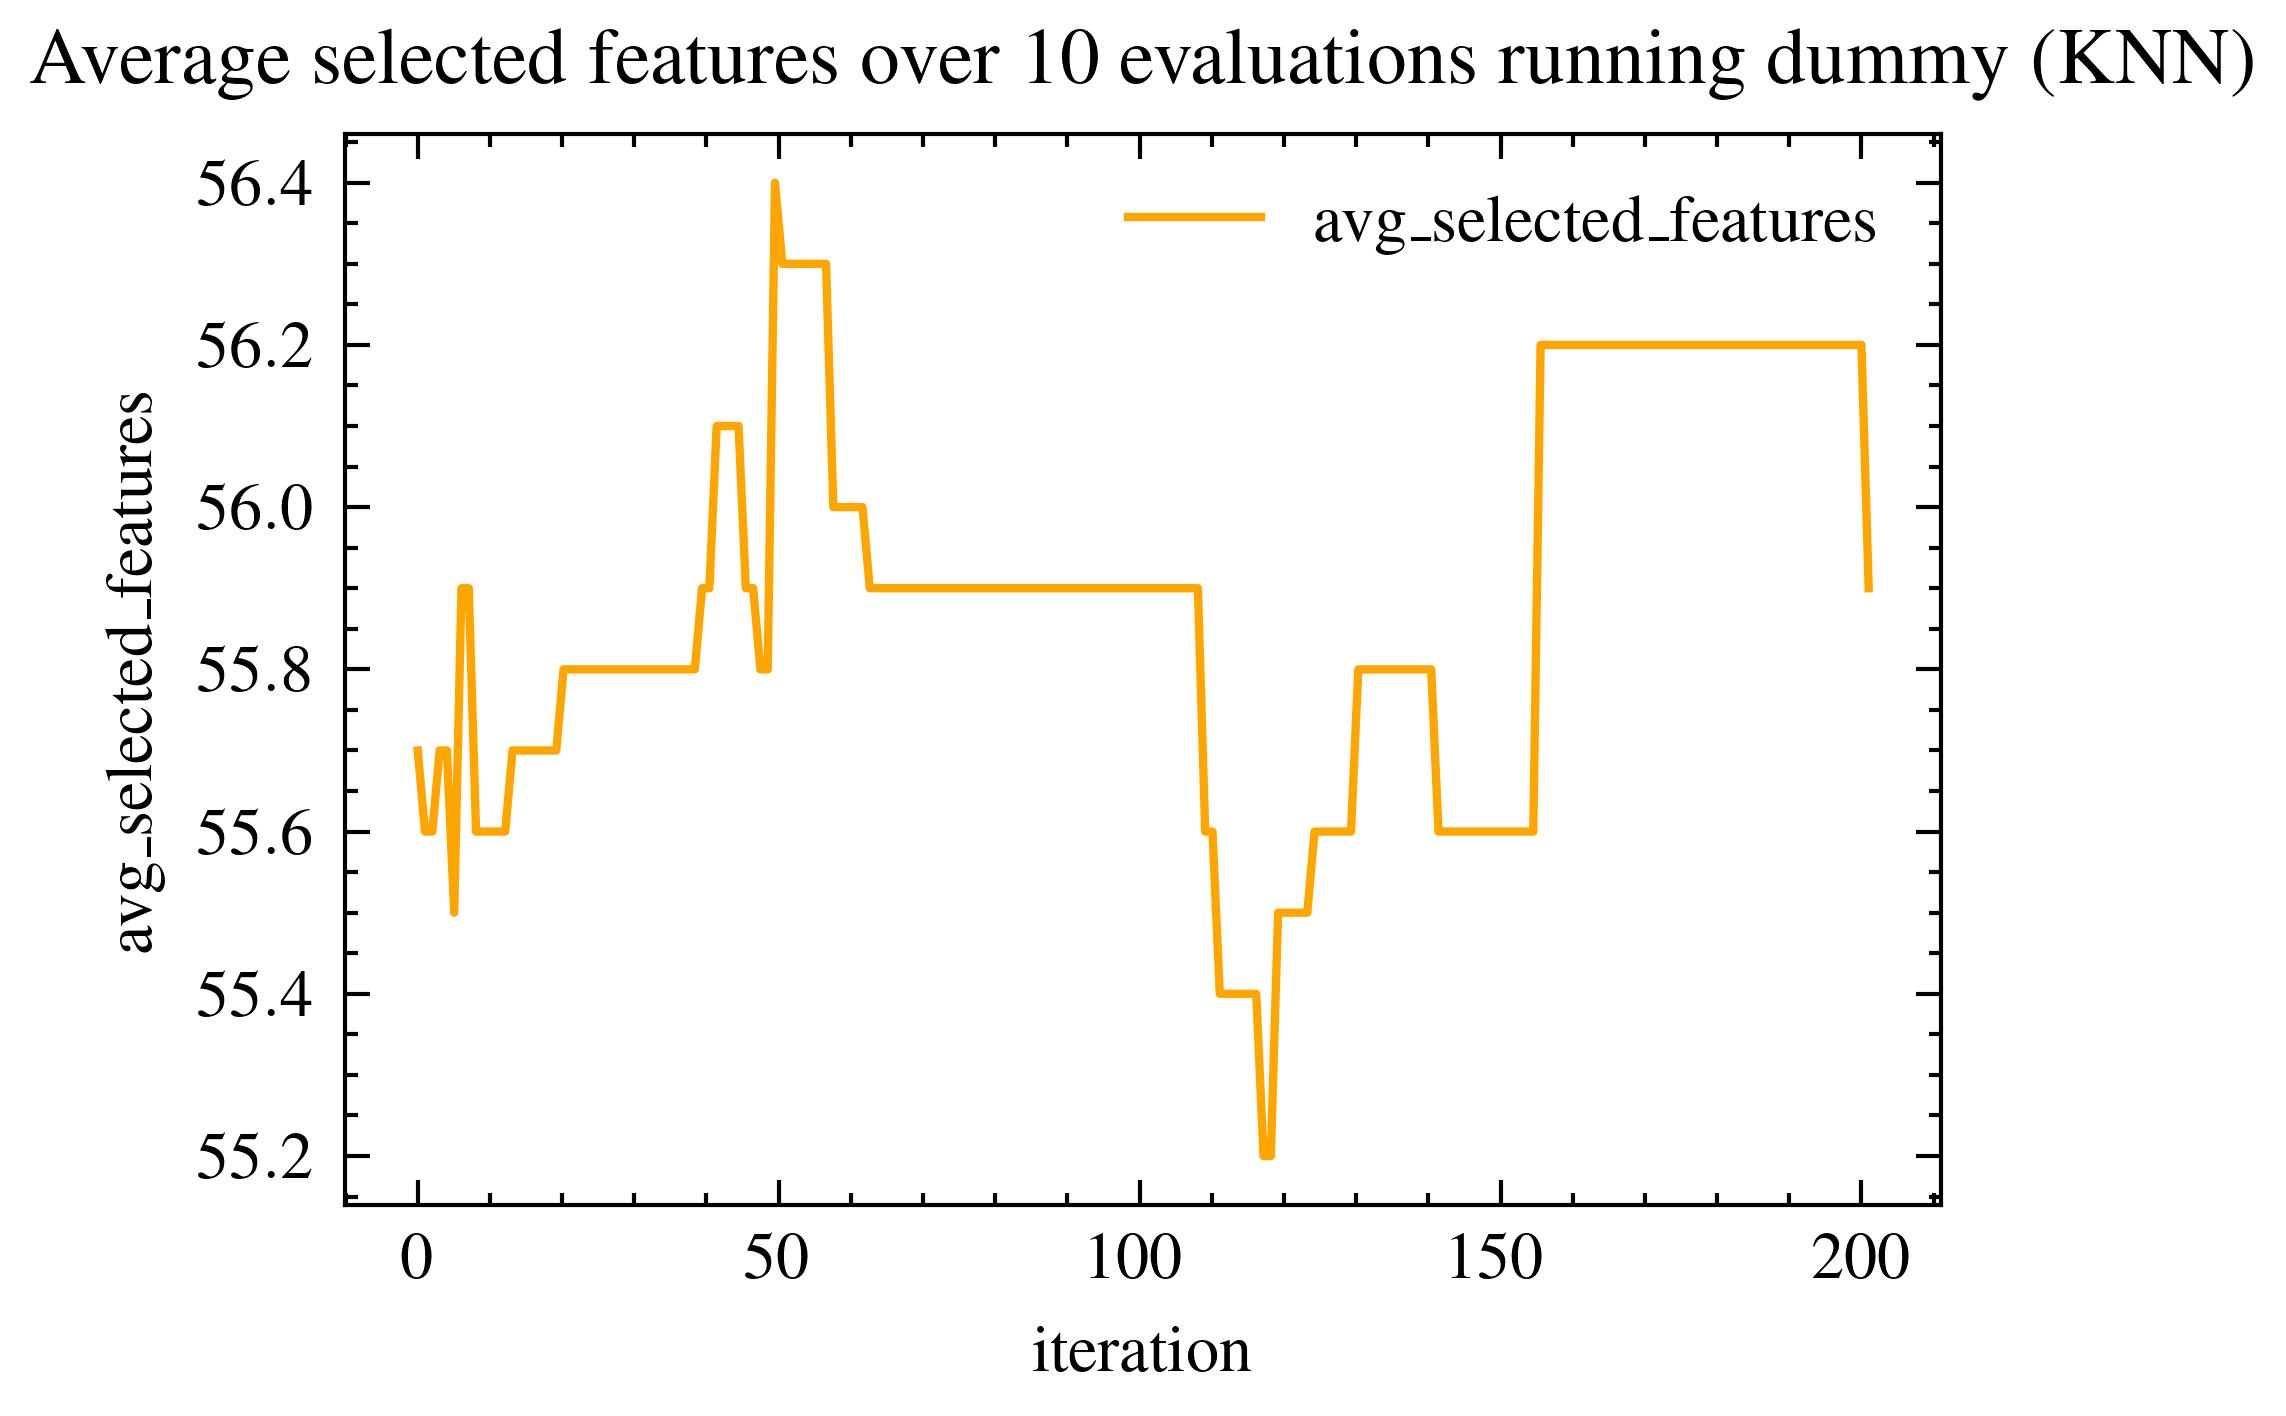 Average selected features over 10 evaluations running dummy (KNN)
avg_selected_features
56.4
56.2
56.0
55.8
55.6
55.4
55.2
avg_selected_features
0 50 100 150 200
iteration